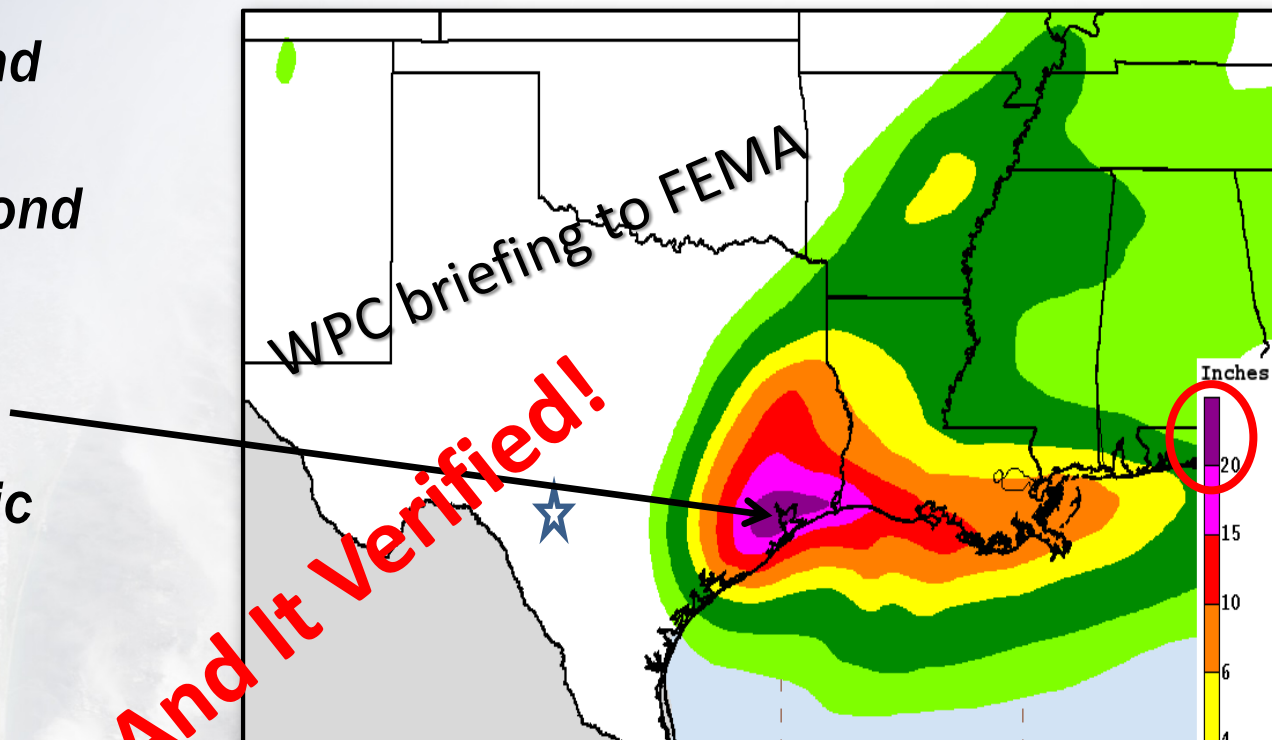 nd
ond
ic
WPC briefing to FEMA
And It Verified!
Inches
20
15
10
6
4